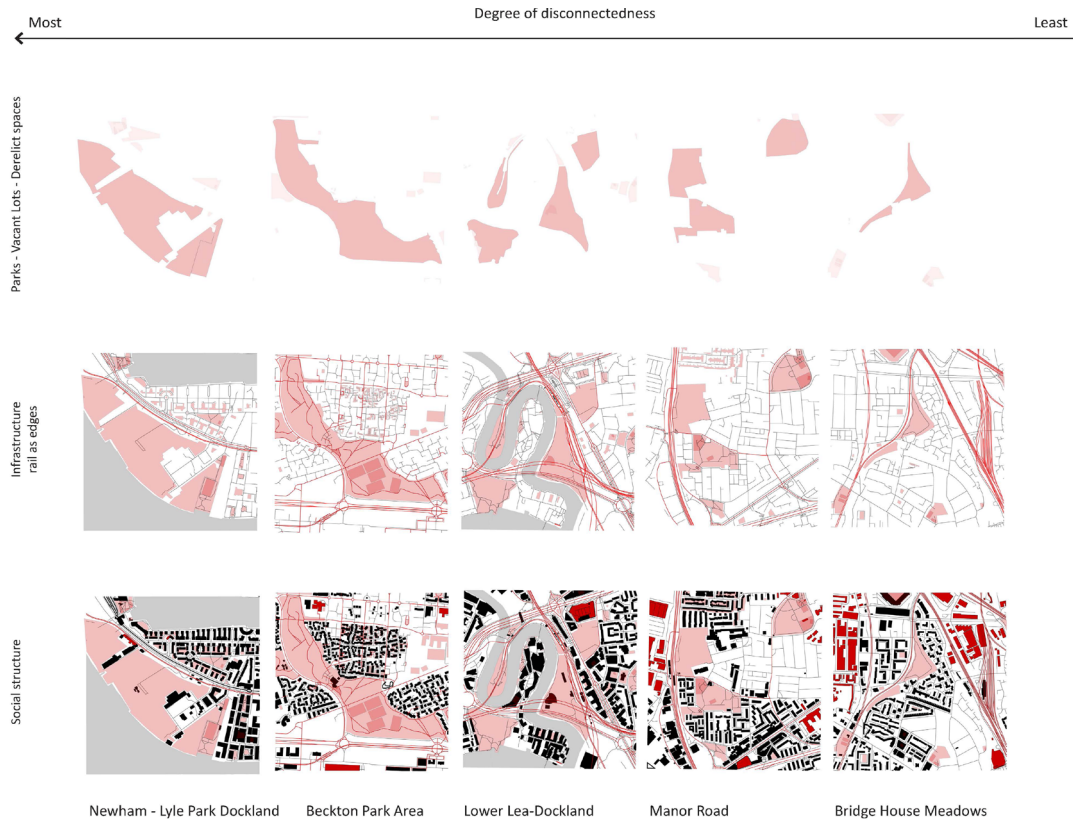 Degree of disconnectedness
Most
Least
Parks - Vacant Lots - Derelict spaces
Infrastructure
rail as edges
Social structure
Newham - Lyle Park Dockland
Beckton Park Area
Lower Lea-Dockland
Manor Road
Bridge House Meadows